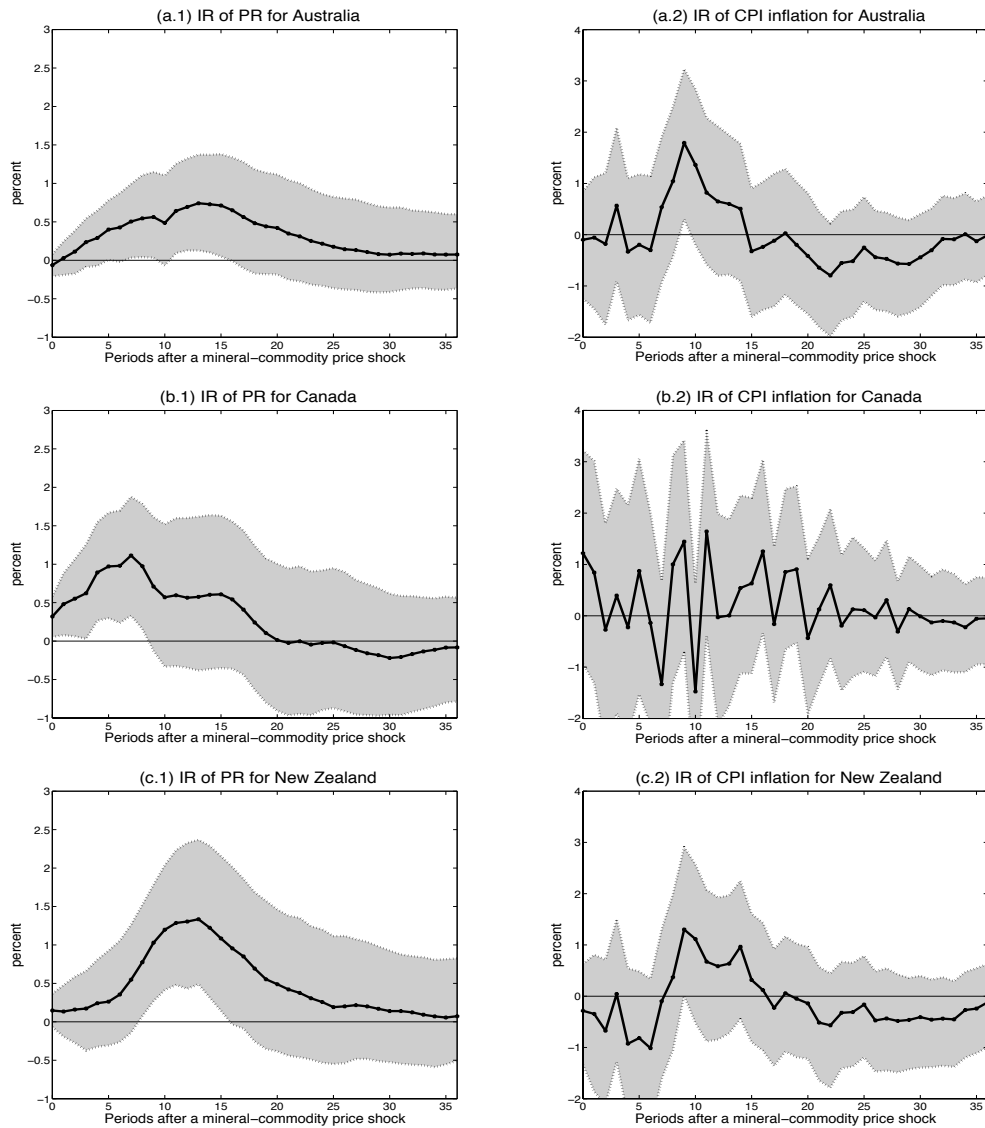 (a.1) IR of PR for Australia
3
2.5
2
1.5
1
0.5
0
−0.5
−1
percent
0 5 10 15 20 25 30 35
Periods after a mineral−commodity price shock
(a.2) IR of CPI inflation for Australia
4
3
2
1
0
−1
−2
percent
0 5 10 15 20 25 30 35
Periods after a mineral−commodity price shock
(b.1) IR of PR for Canada
3
2.5
2
1.5
1
0.5
0
−0.5
−1
percent
0 5 10 15 20 25 30 35
Periods after a mineral−commodity price shock
(b.2) IR of CPI inflation for Canada
4
3
2
1
0
−1
−2
percent
0 5 10 15 20 25 30 35
Periods after a mineral−commodity price shock
(c.1) IR of PR for New Zealand
3
2.5
2
1.5
1
0.5
0
−0.5
−1
percent
0 5 10 15 20 25 30 35
Periods after a mineral−commodity price shock
(c.2) IR of CPI inflation for New Zealand
4
3
2
1
0
−1
−2
percent
0 5 10 15 20 25 30 35
Periods after a mineral−commodity price shock